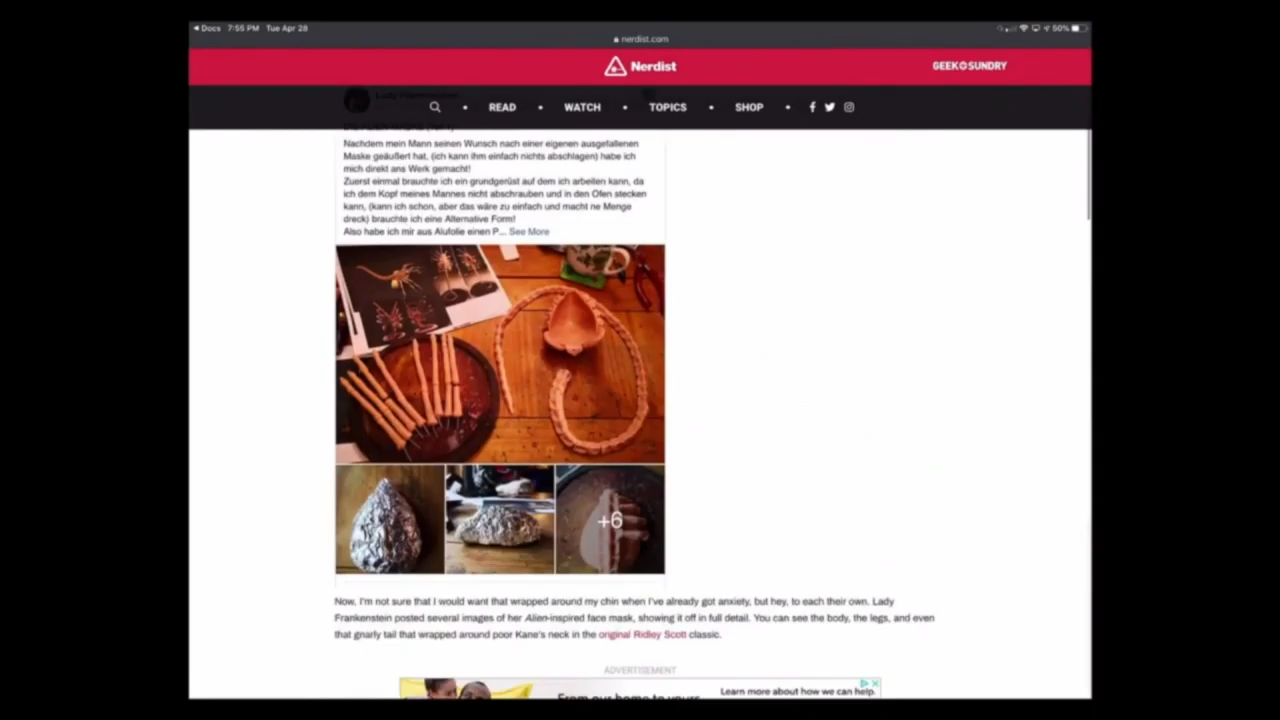 Docs 7:55 PM Tue Apr 28
50%
nerdist.com
Nerdist
GEEK SUNDRY
READ • WATCH • TOPICS • SHOP
Nachdem mein Mann seinen Wunsch nach einer eigenen ausgefallenen
Maske geäußert hat, (ich kann ihm einfach nichts abschlagen) habe ich
mich direkt ans Werk gemacht!
Zuerst einmal brauchte ich ein grundgerüst auf dem ich arbeiten kann, da
ich dem Kopf meines Mannes nicht abschrauben und in den Ofen stecken
kann, (kann ich schon, aber das wäre zu einfach und macht ne Menge
dreck) brauchte ich eine Alternative Form!
Also habe ich mir aus Alufolie einen P... See More
+6
Now, I'm not sure that I would want that wrapped around my chin when I've already got anxiety, but hey, to each their own. Lady
Frankenstein posted several images of her Alien-inspired face mask, showing it off in full detail. You can see the body, the legs, and even
that gnarly tail that wrapped around poor Kane's neck in the original Ridley Scott classic.
ADVERTISEMENT
From our home to yours
Learn more about how we can help.